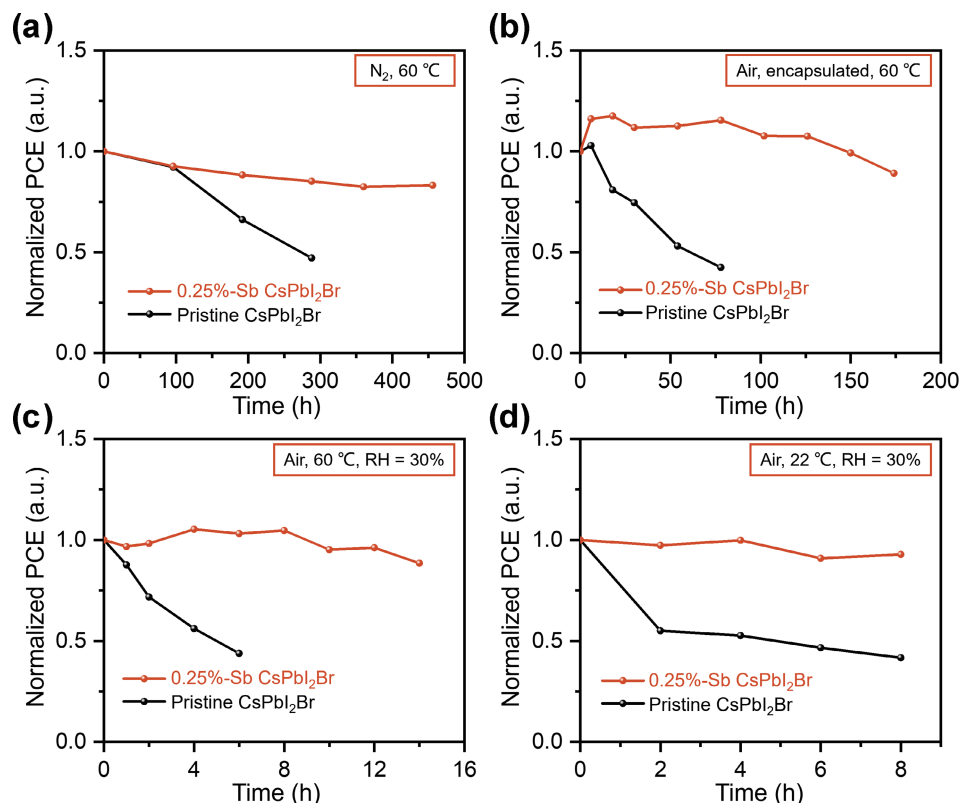 (a)
N₂, 60 ℃
Normalized PCE (a.u.)
1.5
1.0
0.5
0.0
0.25%-Sb CsPbI₂Br
Pristine CsPbI₂Br
0 100 200 300 400 500
Time (h)
(b)
Air, encapsulated, 60 ℃
Normalized PCE (a.u.)
1.5
1.0
0.5
0.0
0.25%-Sb CsPbI₂Br
Pristine CsPbI₂Br
0 50 100 150 200
Time (h)
(c)
Air, 60 ℃, RH = 30%
Normalized PCE (a.u.)
1.5
1.0
0.5
0.0
0.25%-Sb CsPbI₂Br
Pristine CsPbI₂Br
0 4 8 12 16
Time (h)
(d)
Air, 22 ℃, RH = 30%
Normalized PCE (a.u.)
1.5
1.0
0.5
0.0
0.25%-Sb CsPbI₂Br
Pristine CsPbI₂Br
0 2 4 6 8
Time (h)